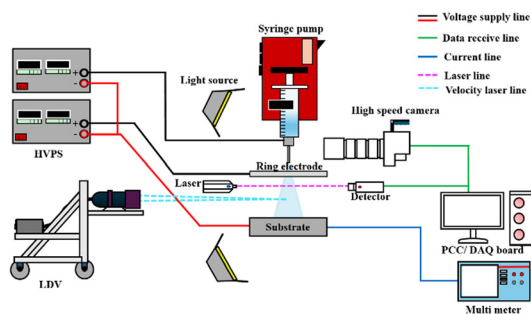 Syringe pump
Voltage supply line
Data receive line
Current line
Laser line
Velocity laser line
Light source
High speed camera
+
-
+
-
HVPS
Ring electrode
Laser
Detector
Substrate
LDV
PCC/ DAQ board
Multi meter